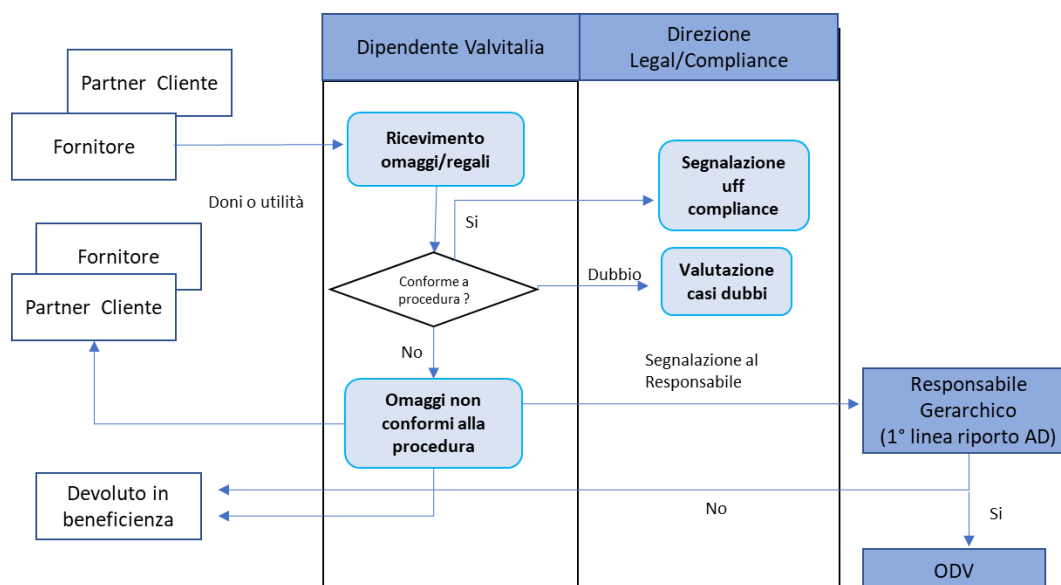 Dipendente Valvitalia
Direzione
Legal/Compliance
Partner  Cliente
Fornitore
Ricevimento
omaggi/regali
Segnalazione
uff
compliance
Doni o utilità
Si
Fornitore
Partner  Cliente
Conforme a
procedura ?
Dubbio
Valutazione
casi dubbi
No
Segnalazione al
Responsabile
Omaggi non
conformi alla
procedura
Responsabile
Gerarchico
(1° linea riporto AD)
Devoluto in
beneficienza
No
Si
ODV